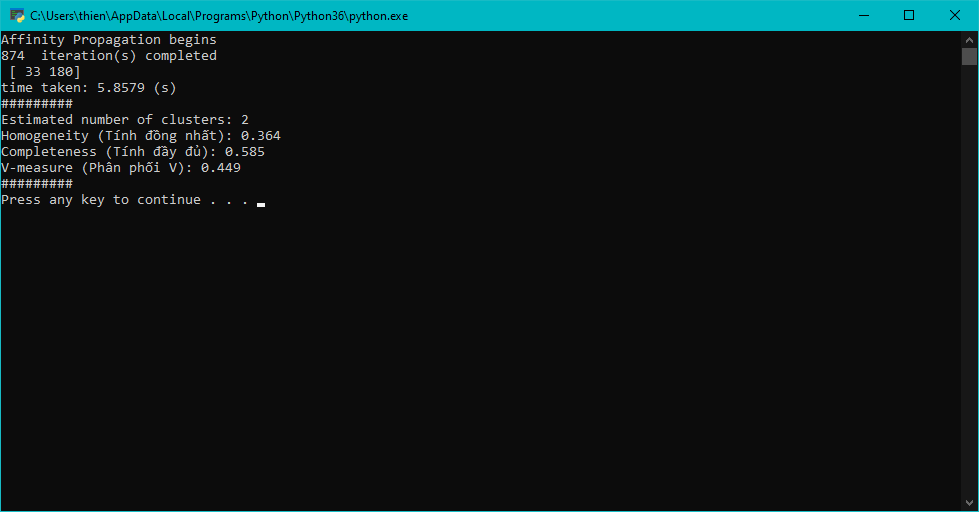 C:\Users\thien\AppData\Local\Programs\Python\Python36\python.exe
Affinity Propagation begins
874  iteration(s) completed
 [ 33 180]
time taken: 5.8579 (s)
#########
Estimated number of clusters: 2
Homogeneity (Tính đồng nhất): 0.364
Completeness (Tính đầy đủ): 0.585
V-measure (Phân phối V): 0.449
#########
Press any key to continue . . .